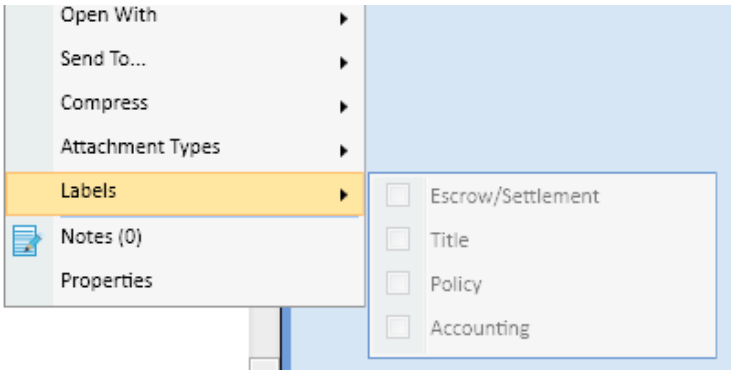 Open With
Send To...
Compress
Attachment Types
Labels
Escrow/Settlement
Title
Policy
Accounting
Notes (0)
Properties